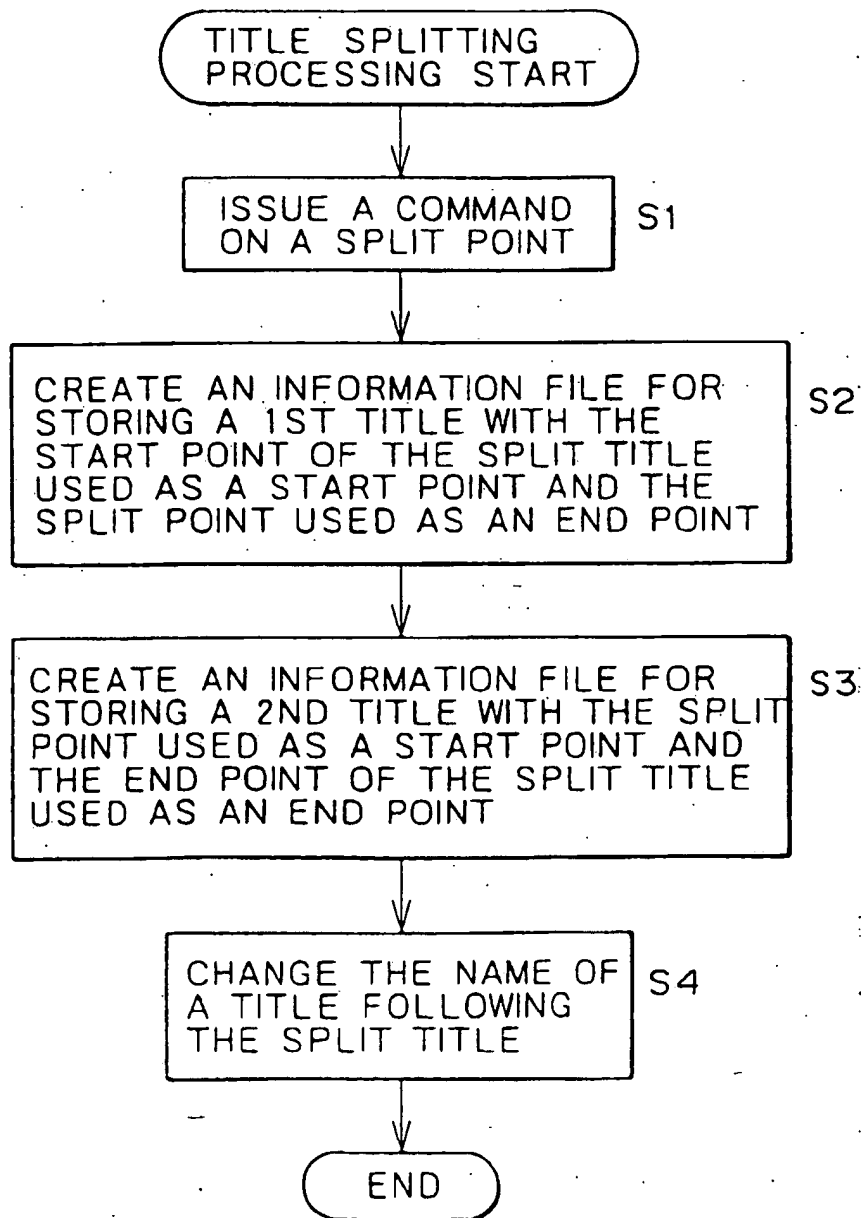 TITLE SPLITTING
PROCESSING START
ISSUE A COMMAND
ON A SPLIT POINT
S1
CREATE AN INFORMATION FILE FOR
STORING A 1ST TITLE WITH THE
START POINT OF THE SPLIT TITLE
USED AS A START POINT AND THE
SPLIT POINT USED AS AN END POINT
S2
CREATE AN INFORMATION FILE FOR
STORING A 2ND TITLE WITH THE SPLIT
POINT USED AS A START POINT AND
THE END POINT OF THE SPLIT TITLE
USED AS AN END POINT
S3
CHANGE THE NAME OF
A TITLE FOLLOWING
THE SPLIT TITLE
S4
END